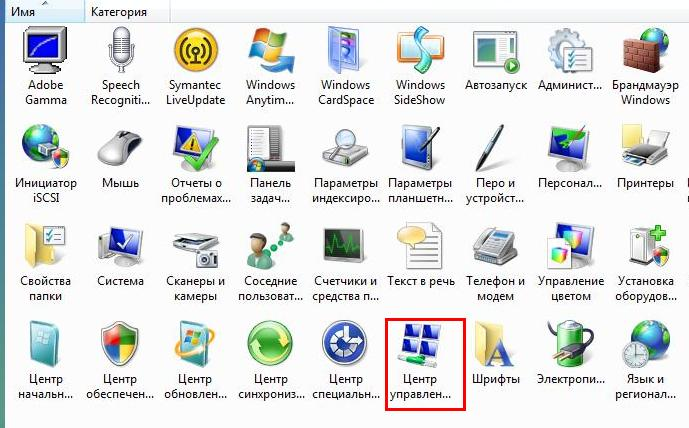 Имя Категория
Adobe Gamma
Speech Recogniti...
Symantec LiveUpdate
Windows Anytim...
Windows CardSpace
Windows SideShow
Автозапуск
Админист...
Брандмауэр Windows
Инициатор iSCSI
Мышь
Отчеты о проблемах...
Панель задач...
Параметры индексиро...
Параметры планшетн...
Перо и устройст...
Персонал...
Принтеры
Свойства папки
Система
Сканеры и камеры
Соседние пользоват...
Счетчики и средства п...
Текст в речь
Телефон и модем
Управление цветом
Установка оборудов...
Центр начальн...
Центр обеспечен...
Центр обновлен...
Центр синхрониз...
Центр специальн...
Центр управлен...
Шрифты
Электропи...
Язык и регионал...